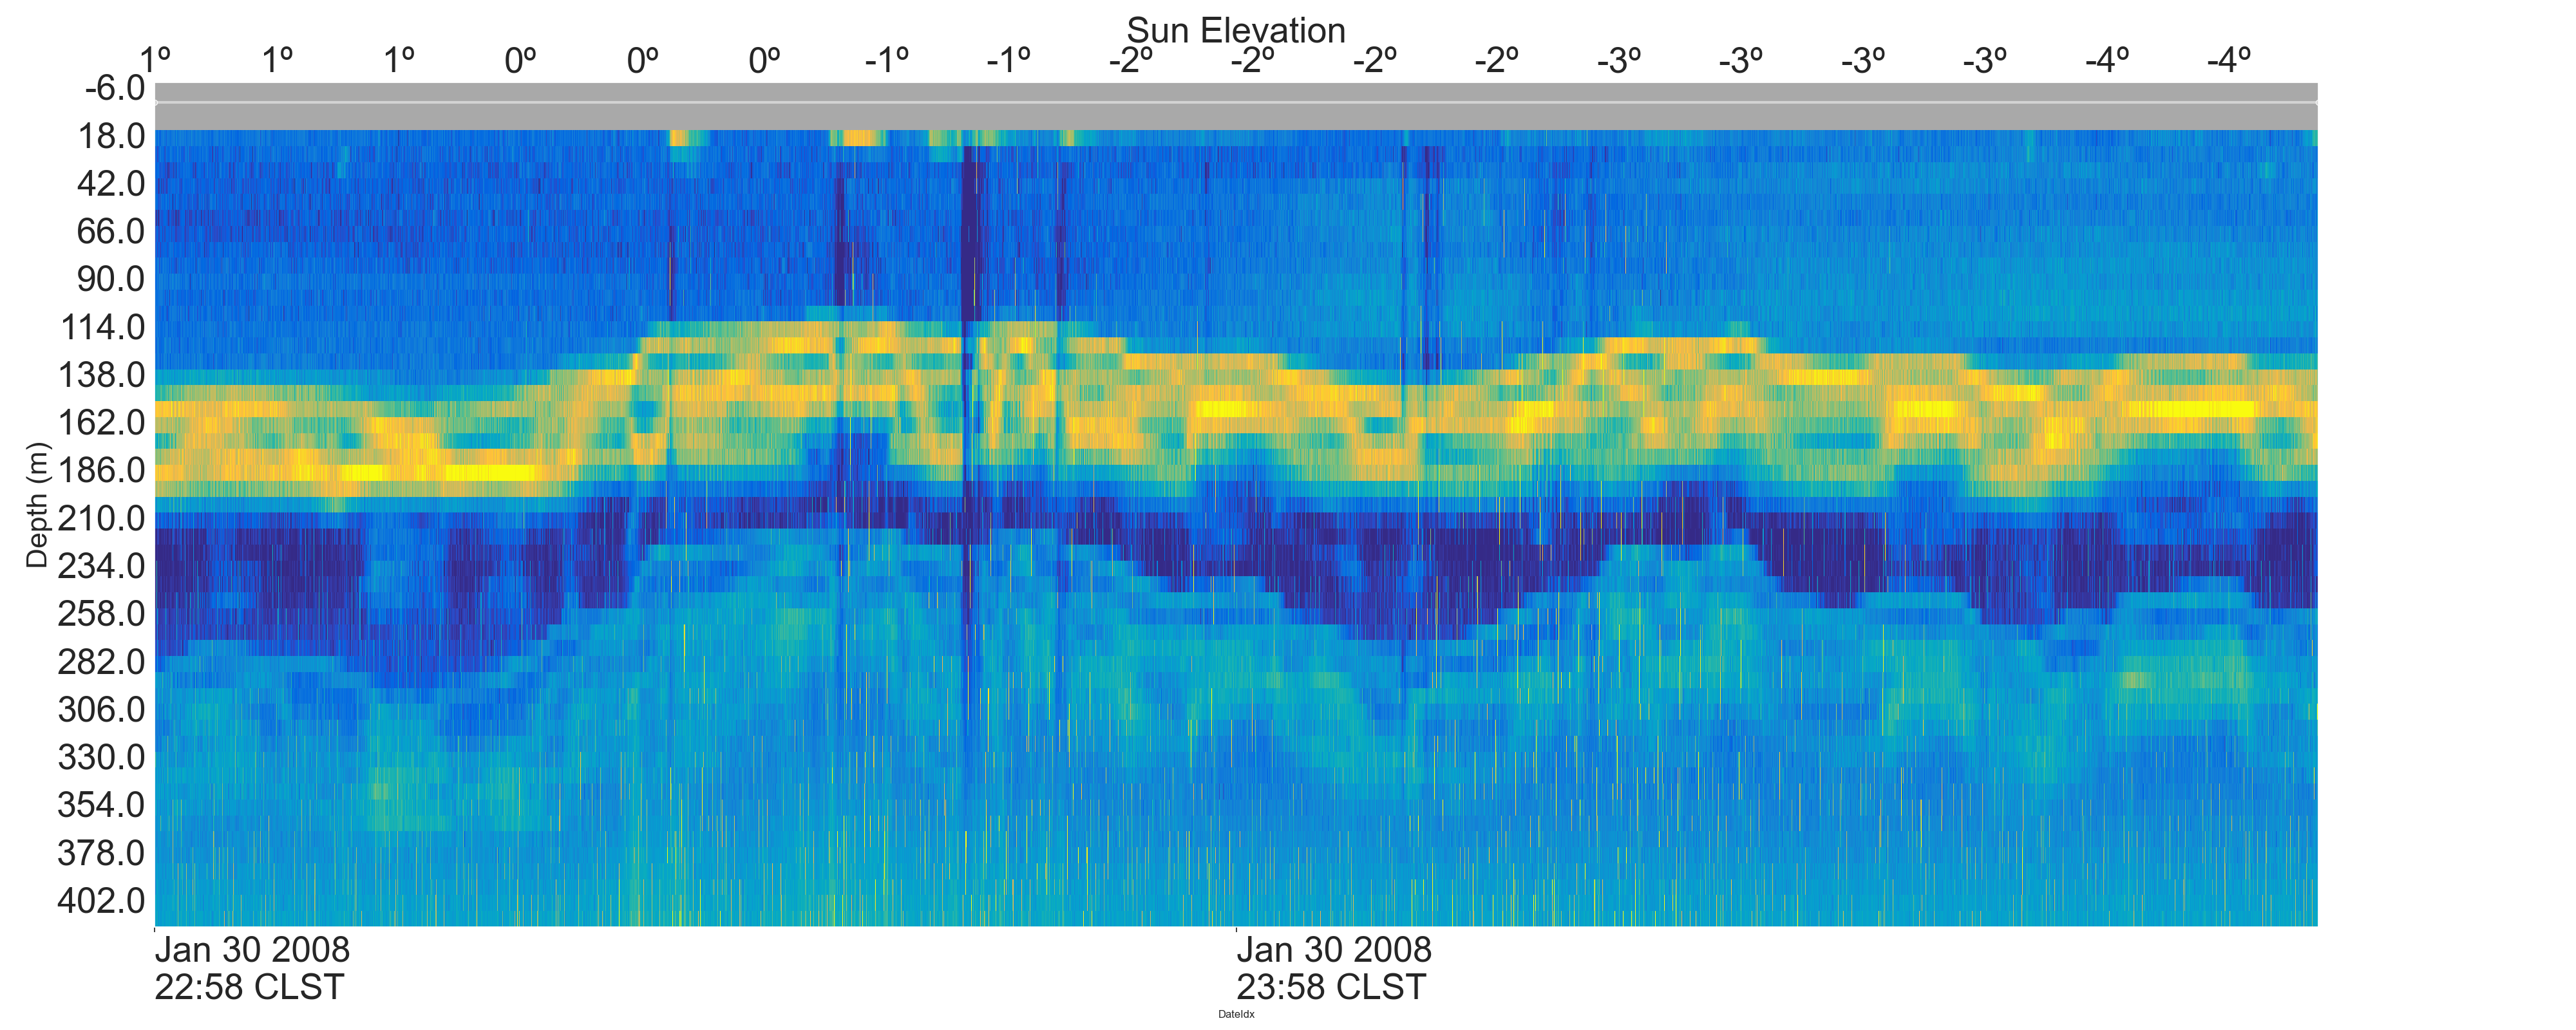 Sun Elevation
1º 1º 1º 0º 0º 0º -1º -1º -2º -2º -2º -2º -3º -3º -3º -3º -4º -4º
-6.0
18.0
42.0
66.0
90.0
114.0
138.0
162.0
186.0
210.0
234.0
258.0
282.0
306.0
330.0
354.0
378.0
402.0
Depth (m)
Jan 30 2008
22:58 CLST
Jan 30 2008
23:58 CLST
DateIdx